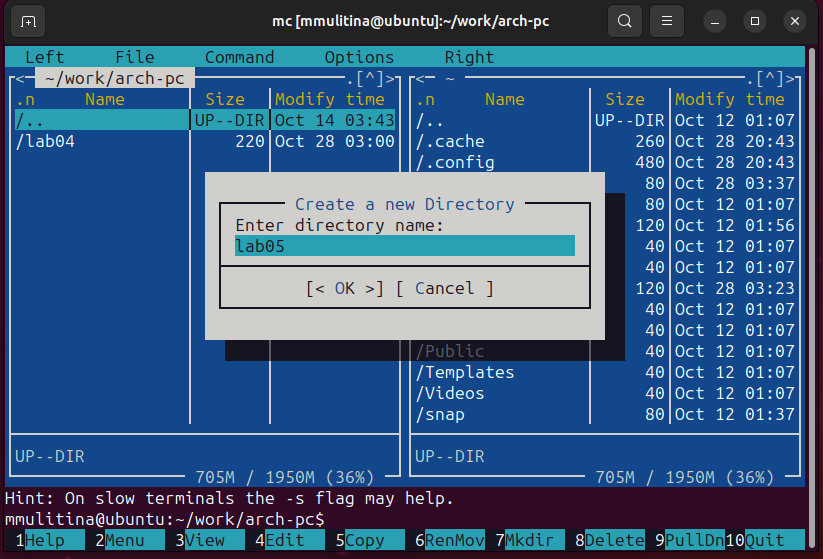 mc [mmulitina@ubuntu]:~/work/arch-pc
Left File Command Options Right
<- ~/work/arch-pc .[^]>
.n Name Size Modify time
/.. UP--DIR Oct 14 03:43
/lab04 220 Oct 28 03:00
UP--DIR
705M / 1950M (36%)
<- ~ .[^]>
.n Name Size Modify time
/.. UP--DIR Oct 12 01:07
/.cache 260 Oct 28 20:43
/.config 480 Oct 28 20:43
80 Oct 28 03:37
80 Oct 12 01:07
120 Oct 12 01:56
40 Oct 12 01:07
40 Oct 12 01:07
120 Oct 28 03:23
40 Oct 12 01:07
40 Oct 12 01:07
/Public 40 Oct 12 01:07
/Templates 40 Oct 12 01:07
/Videos 40 Oct 12 01:07
/snap 80 Oct 12 01:37
UP--DIR
705M / 1950M (36%)
Create a new Directory
Enter directory name:
lab05
[< OK >] [ Cancel ]
Hint: On slow terminals the -s flag may help.
mmulitina@ubuntu:~/work/arch-pc$
1Help 2Menu 3View 4Edit 5Copy 6RenMov 7Mkdir 8Delete 9PullDn 10Quit